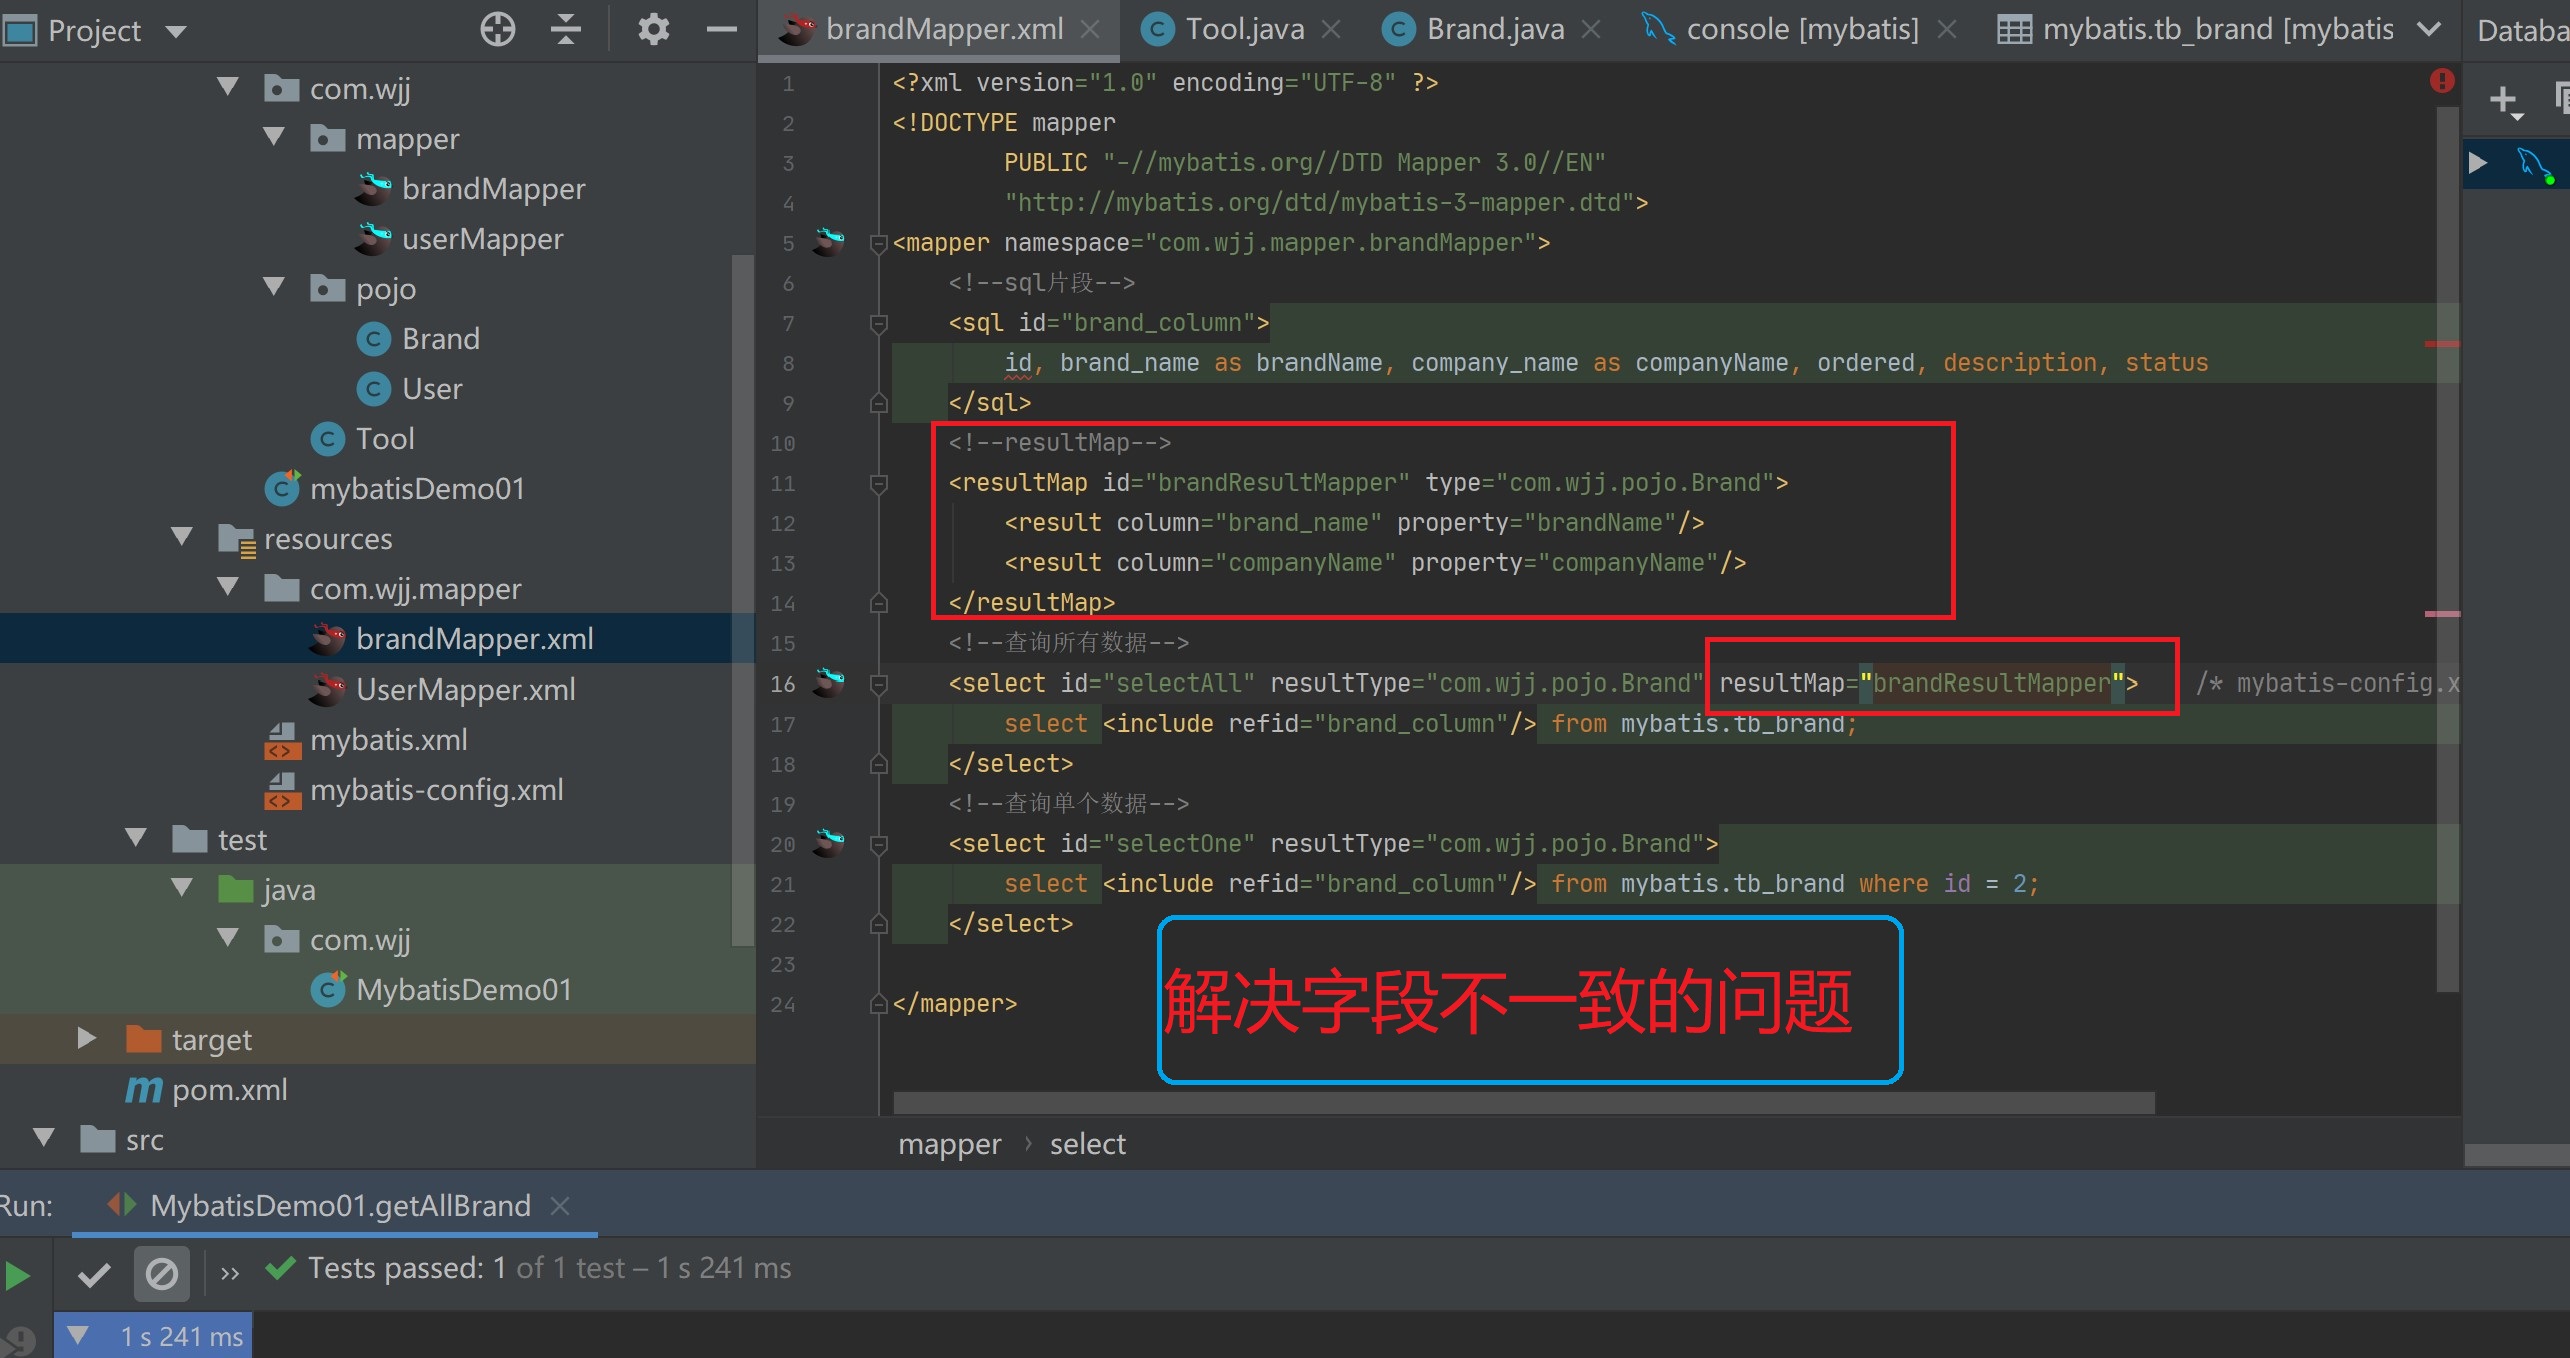 Project
brandMapper.xml
Tool.java
Brand.java
console [mybatis]
mybatis.tb_brand [mybatis
Databa
com.wjj
mapper
brandMapper
userMapper
pojo
Brand
User
Tool
mybatisDemo01
resources
com.wjj.mapper
brandMapper.xml
UserMapper.xml
mybatis.xml
mybatis-config.xml
test
java
com.wjj
MybatisDemo01
target
pom.xml
src
1 <?xml version="1.0" encoding="UTF-8" ?>
2 <!DOCTYPE mapper
3 PUBLIC "-//mybatis.org//DTD Mapper 3.0//EN"
4 "http://mybatis.org/dtd/mybatis-3-mapper.dtd">
5 <mapper namespace="com.wjj.mapper.brandMapper">
6 <!--sql片段-->
7 <sql id="brand_column">
8 id, brand_name as brandName, company_name as companyName, ordered, description, status
9 </sql>
10 <!--resultMap-->
11 <resultMap id="brandResultMapper" type="com.wjj.pojo.Brand">
12 <result column="brand_name" property="brandName"/>
13 <result column="companyName" property="companyName"/>
14 </resultMap>
15 <!--查询所有数据-->
16 <select id="selectAll" resultType="com.wjj.pojo.Brand" resultMap="brandResultMapper"> /* mybatis-config.x
17 select <include refid="brand_column"/> from mybatis.tb_brand;
18 </select>
19 <!--查询单个数据-->
20 <select id="selectOne" resultType="com.wjj.pojo.Brand">
21 select <include refid="brand_column"/> from mybatis.tb_brand where id = 2;
22 </select>
23
24 </mapper>
解决字段不一致的问题
mapper › select
Run:
MybatisDemo01.getAllBrand
Tests passed: 1 of 1 test – 1 s 241 ms
1 s 241 ms